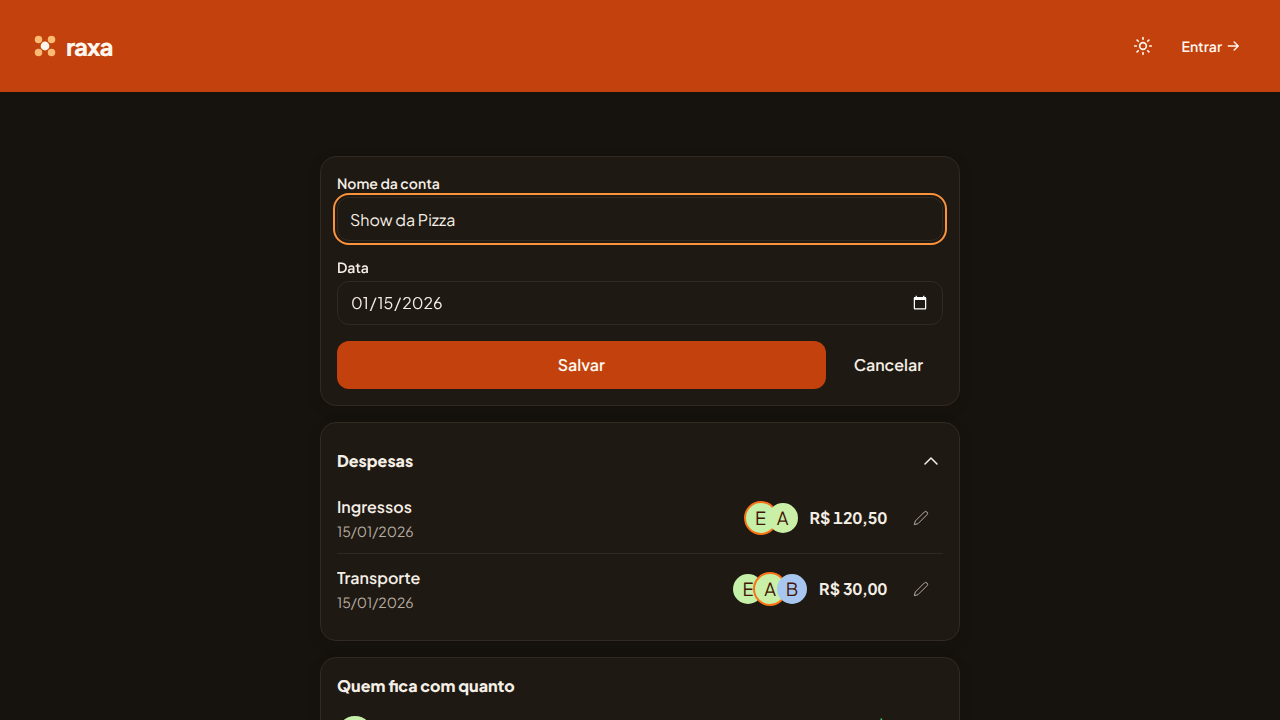 raxa
Entrar →
Nome da conta
Show da Pizza
Data
01/15/2026
Salvar
Cancelar
Despesas
Ingressos
E A R$ 120,50
15/01/2026
Transporte
E A B R$ 30,00
15/01/2026
Quem fica com quanto